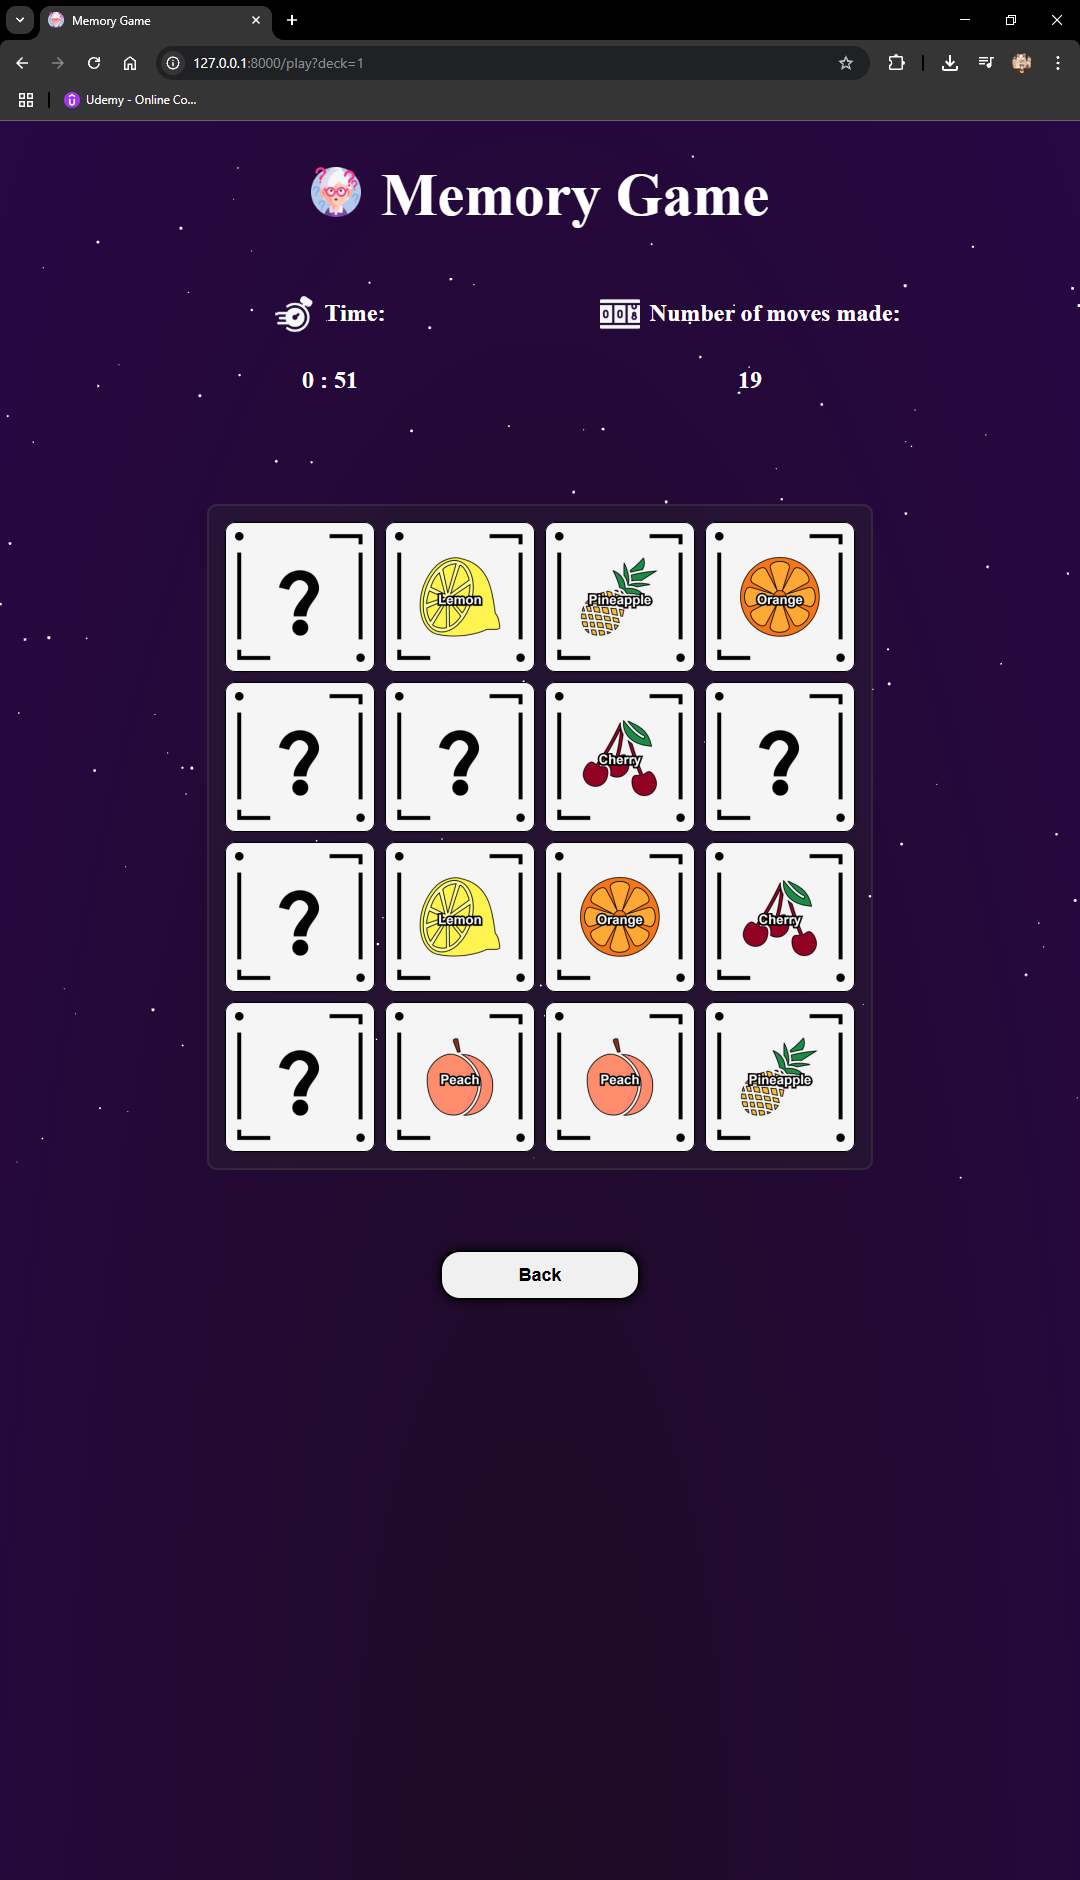 Memory Game
127.0.0.1:8000/play?deck=1
Udemy - Online Co...
Memory Game
Time:
Number of moves made:
0 : 51
19
? Lemon Pineapple Orange
? ? Cherry ?
? Lemon Orange Cherry
? Peach Peach Pineapple
Back